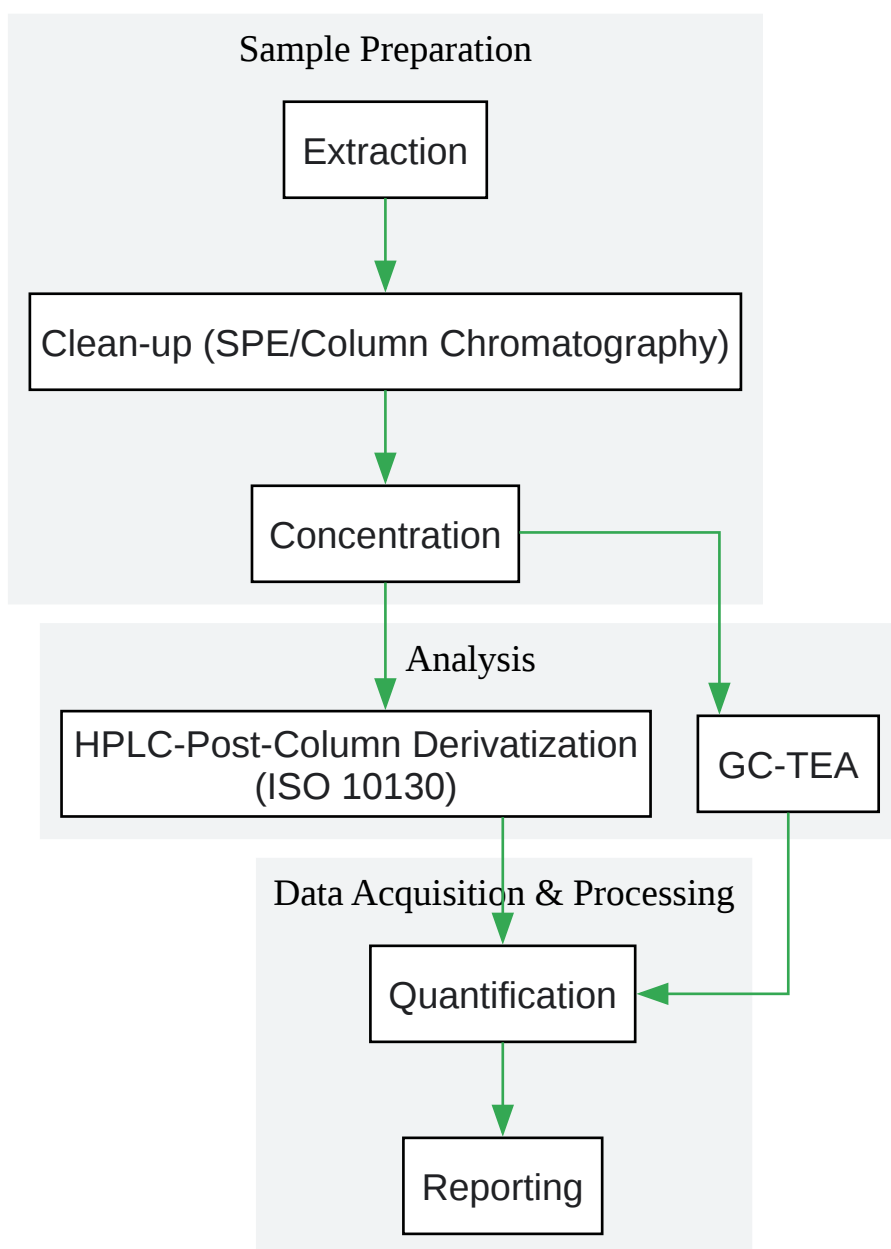 Sample Preparation
Extraction
Clean-up (SPE/Column Chromatography)
Concentration
Analysis
HPLC-Post-Column Derivatization
(ISO 10130)
GC-TEA
Data Acquisition & Processing
Quantification
Reporting